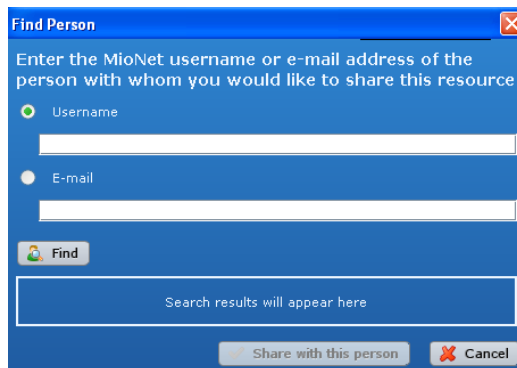 Find Person
Enter the MioNet username or e-mail address of the
person with whom you would like to share this resource
Username
E-mail
Find
Search results will appear here
Share with this person
Cancel